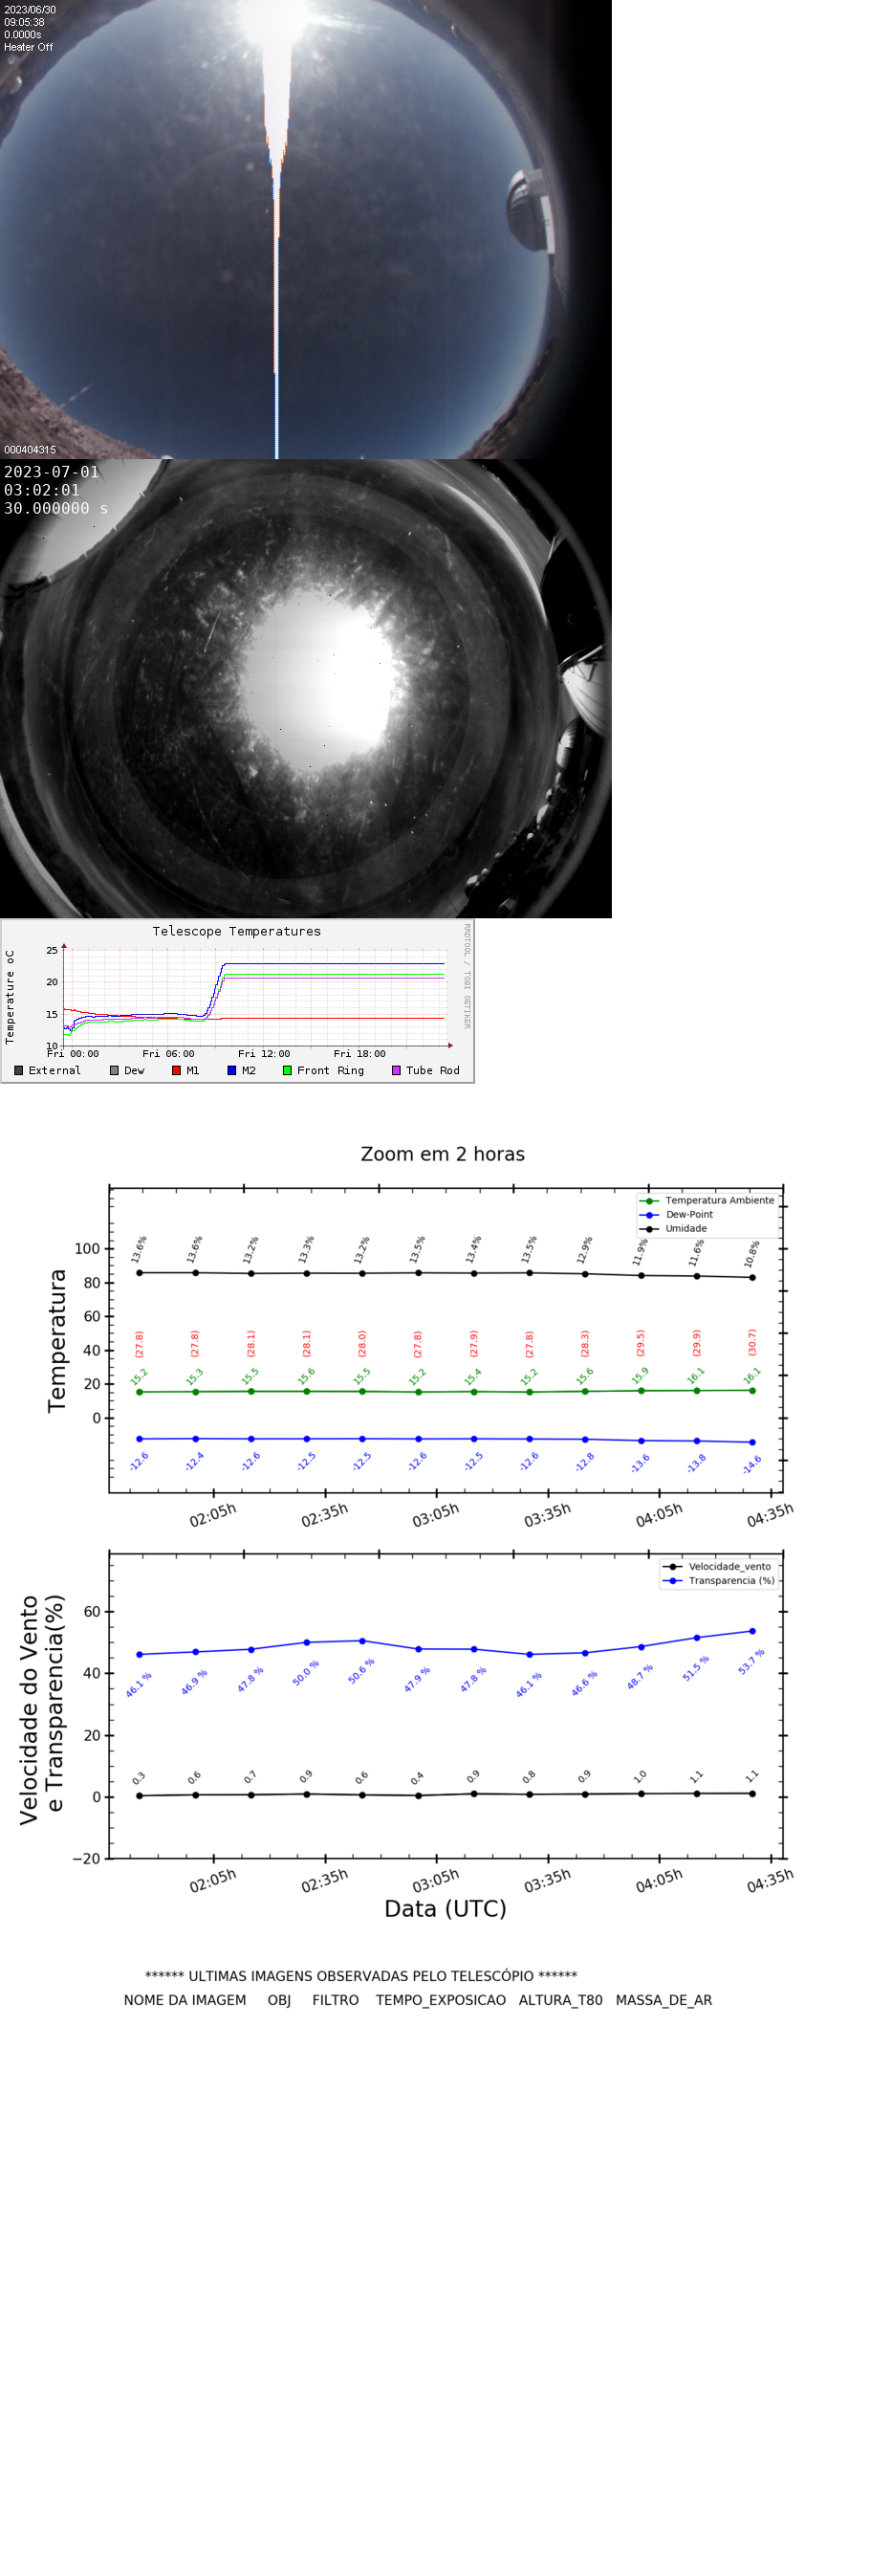 2023/06/30
09:05:38
0.0000s
Heater Off
000404315
2023-07-01
03:02:01
30.000000 s
Telescope Temperatures
RRDTOOL / TOBI OETIKER
Temperature oC
25
20
15
10
Fri 00:00 Fri 06:00 Fri 12:00 Fri 18:00
External Dew M1 M2 Front Ring Tube Rod
Zoom em 2 horas
Temperatura Ambiente
Dew-Point
Umidade
Temperatura
100
80
60
40
20
0
13.6% 13.6% 13.2% 13.3% 13.2% 13.5% 13.4% 13.5% 12.9% 11.9% 11.6% 10.8%
(27.8) (27.8) (28.1) (28.1) (28.0) (27.8) (27.9) (27.8) (28.3) (29.5) (29.9) (30.7)
15.2 15.3 15.5 15.6 15.5 15.2 15.4 15.2 15.6 15.9 16.1 16.1
-12.6 -12.4 -12.6 -12.5 -12.5 -12.6 -12.5 -12.6 -12.8 -13.6 -13.8 -14.6
02:05h 02:35h 03:05h 03:35h 04:05h 04:35h
Velocidade_vento
Transparencia (%)
Velocidade do Vento
e Transparencia(%)
60
40
20
0
−20
46.1 % 46.9 % 47.8 % 50.0 % 50.6 % 47.9 % 47.8 % 46.1 % 46.6 % 48.7 % 51.5 % 53.7 %
0.3 0.6 0.7 0.9 0.6 0.4 0.9 0.8 0.9 1.0 1.1 1.1
02:05h 02:35h 03:05h 03:35h 04:05h 04:35h
Data (UTC)
****** ULTIMAS IMAGENS OBSERVADAS PELO TELESCÓPIO ******
NOME DA IMAGEM OBJ FILTRO TEMPO_EXPOSICAO ALTURA_T80 MASSA_DE_AR